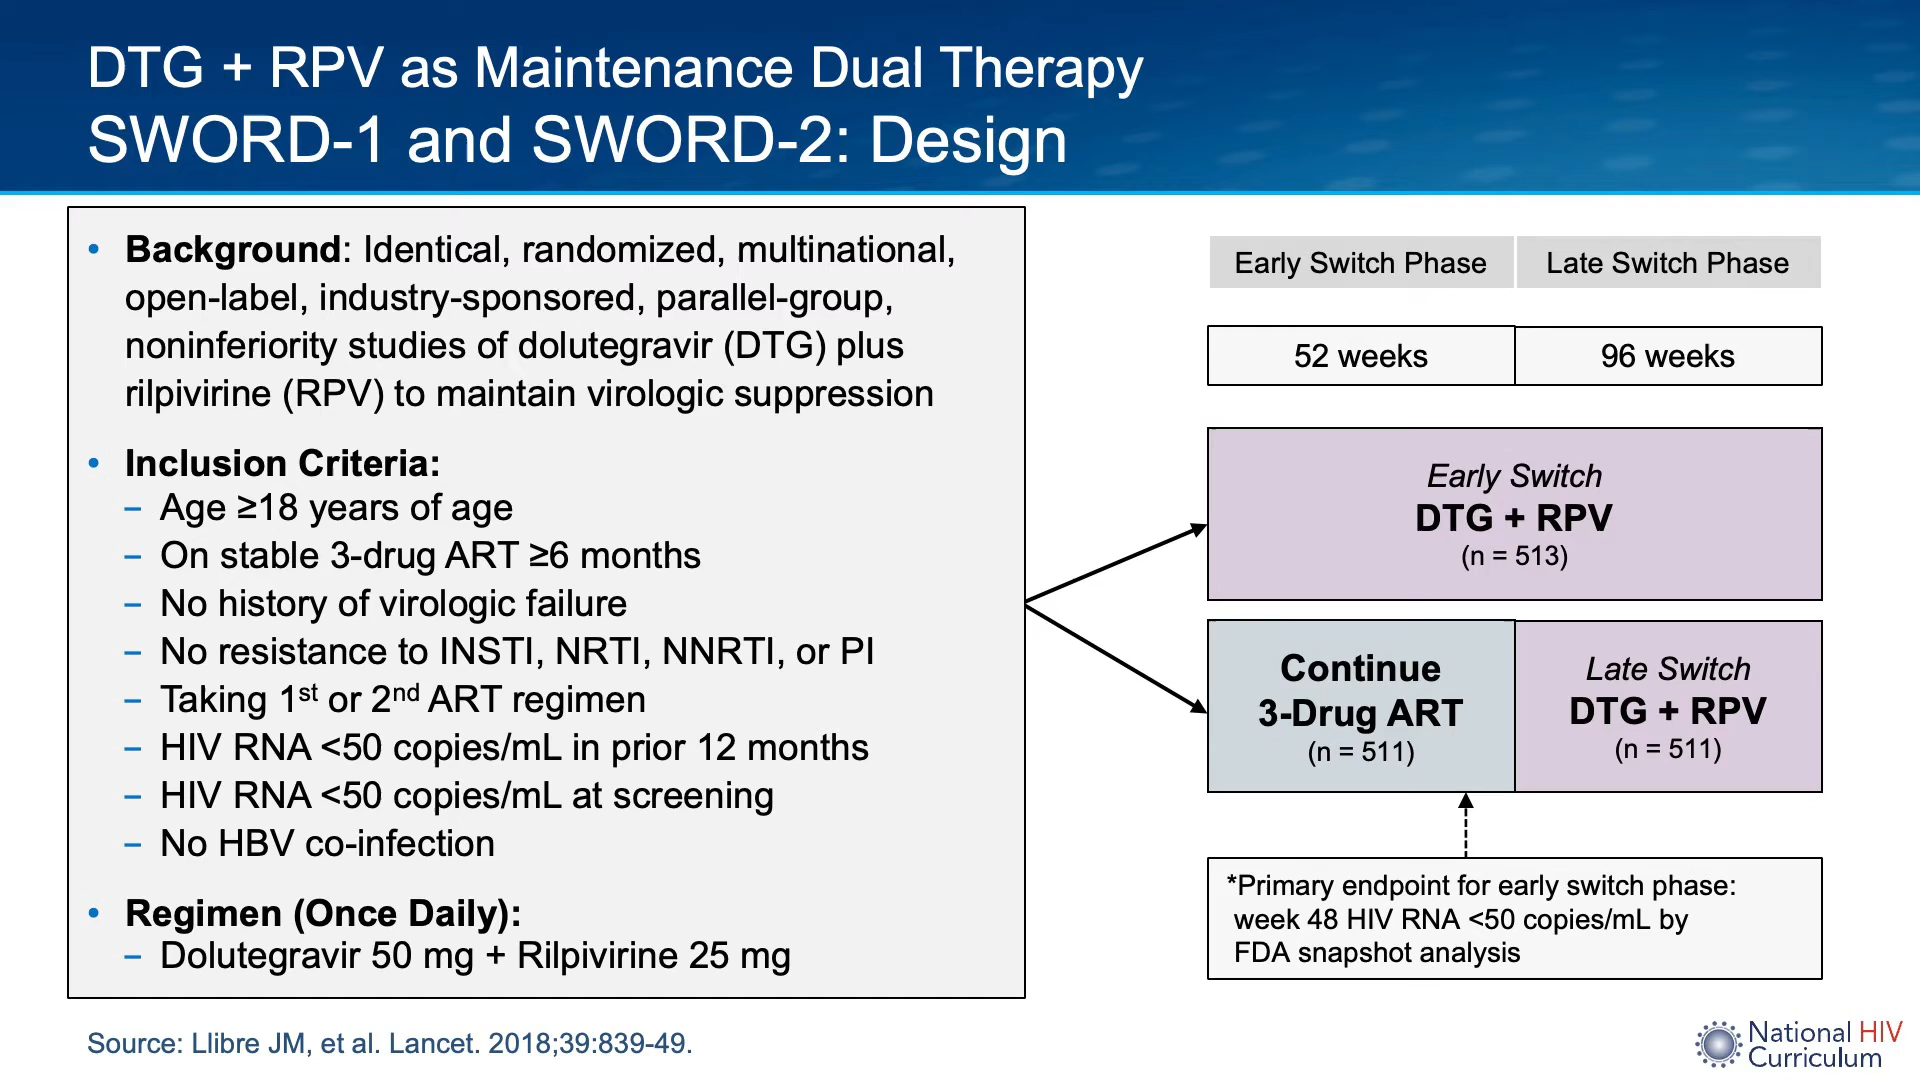 DTG + RPV as Maintenance Dual Therapy
SWORD-1 and SWORD-2: Design
• Background: Identical, randomized, multinational,
open-label, industry-sponsored, parallel-group,
noninferiority studies of dolutegravir (DTG) plus
rilpivirine (RPV) to maintain virologic suppression
• Inclusion Criteria:
– Age ≥18 years of age
– On stable 3-drug ART ≥6 months
– No history of virologic failure
– No resistance to INSTI, NRTI, NNRTI, or PI
– Taking 1st or 2nd ART regimen
– HIV RNA <50 copies/mL in prior 12 months
– HIV RNA <50 copies/mL at screening
– No HBV co-infection
• Regimen (Once Daily):
– Dolutegravir 50 mg + Rilpivirine 25 mg
Early Switch Phase
Late Switch Phase
52 weeks
96 weeks
Early Switch
DTG + RPV
(n = 513)
Continue
3-Drug ART
(n = 511)
Late Switch
DTG + RPV
(n = 511)
*Primary endpoint for early switch phase:
week 48 HIV RNA <50 copies/mL by
FDA snapshot analysis
Source: Llibre JM, et al. Lancet. 2018;39:839-49.
National HIV
Curriculum